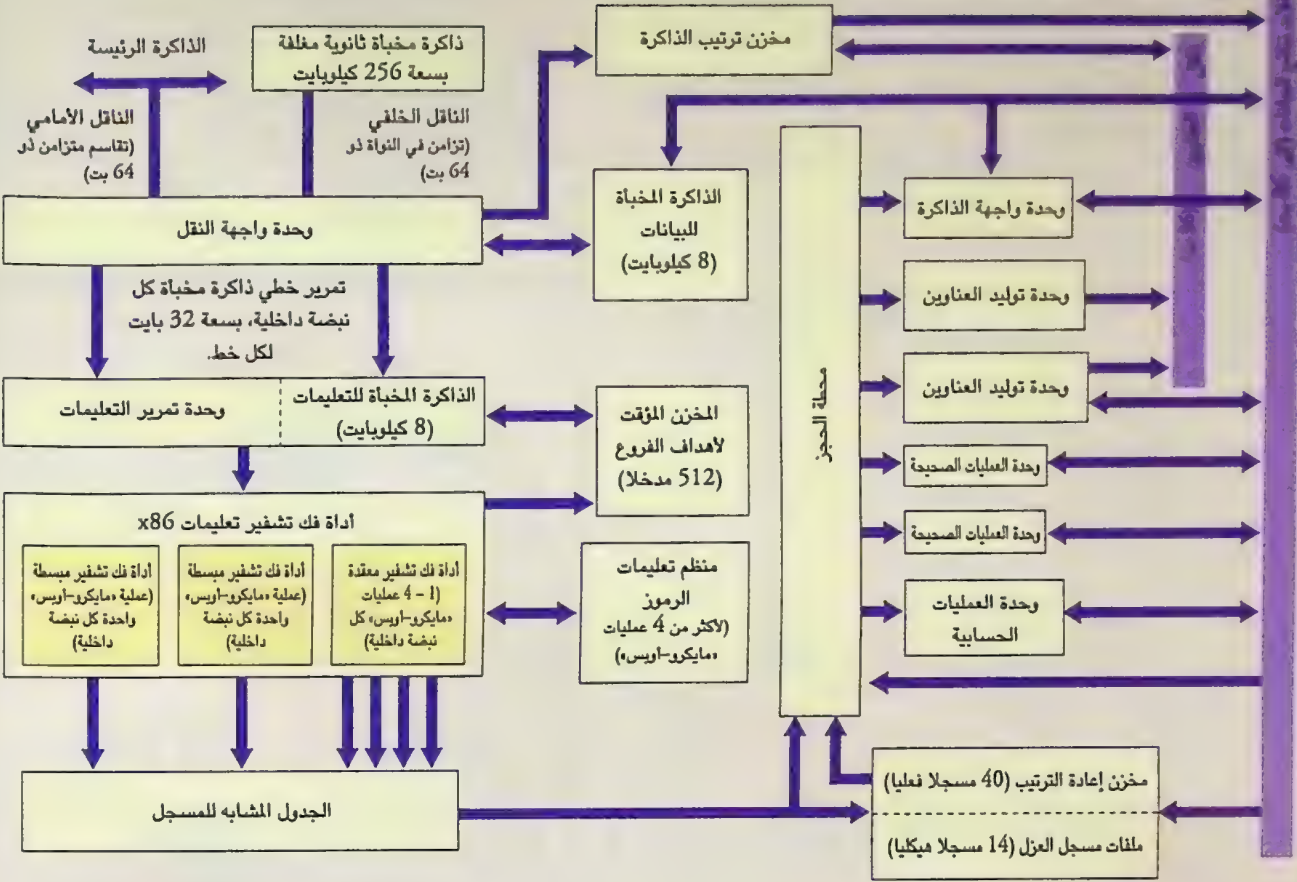 الذاكرة الرئيسة
ذاكرة مخبأة ثانوية مغلفة
بسعة 256 كيلوبايت
مخزن ترتيب الذاكرة
الناقل الأمامي
(تقاسم متزامن ذو
64 بت)
الناقل الخلفي
(تزامن في النواة ذو
64 بت)
وحدة واجهة النقل
الذاكرة المخبأة
للبيانات
(8 كيلوبايت)
تمرير خطي ذاكرة مخبأة كل
نبضة داخلية، بسعة 32 بايت
لكل خط.
وحدة تمرير التعليمات
الذاكرة المخبأة للتعليمات
(8 كيلوبايت)
المخزن المؤقت
لأهداف الفروع
(512 مدخلا)
أداة فك تشفير تعليمات x86
أداة فك تشفير مبسطة
(عملية «مايكرو-اوبس»
واحدة كل نبضة
داخلية)
أداة فك تشفير مبسطة
(عملية «مايكرو-اوبس»
واحدة كل نبضة
داخلية)
أداة فك تشفير معقدة
(1 - 4 عمليات
«مايكرو-اوبس» كل
نبضة داخلية)
منظم تعليمات
الرموز
(لأكثر من 4 عمليات
«مايكرو-اوبس»)
الجدول المشابه للمسجل
محطة الحجز
وحدة واجهة الذاكرة
وحدة توليد العناوين
وحدة توليد العناوين
وحدة العمليات الصحيحة
وحدة العمليات الصحيحة
وحدة العمليات
الحسابية
مخزن إعادة الترتيب (40 مسجلا فعليا)
ملفات مسجل العزل (14 مسجلا هيكليا)